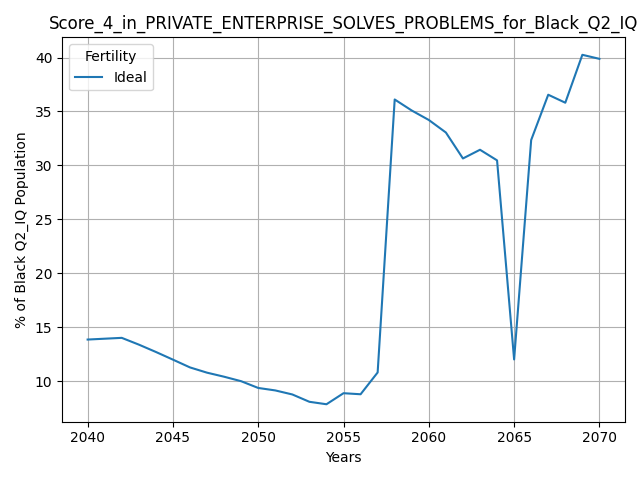 Score_4_in_PRIVATE_ENTERPRISE_SOLVES_PROBLEMS_for_Black_Q2_IQ
Fertility
Ideal
% of Black Q2_IQ Population
40
35
30
25
20
15
10
2040 2045 2050 2055 2060 2065 2070
Years